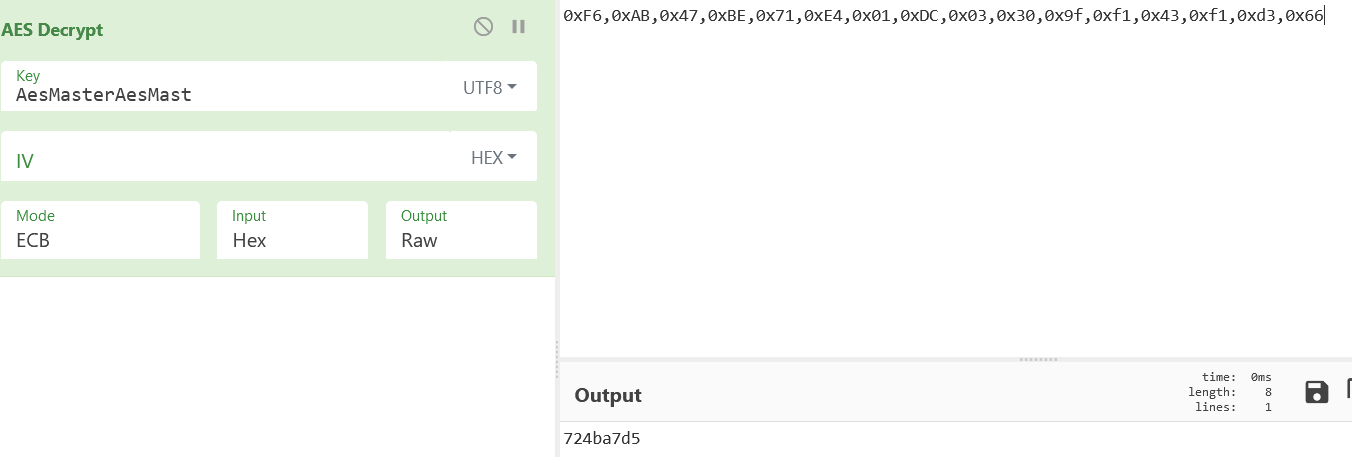 AES Decrypt
Key
AesMasterAesMast
UTF8
IV
HEX
Mode
ECB
Input
Hex
Output
Raw
0xF6,0xAB,0x47,0xBE,0x71,0xE4,0x01,0xDC,0x03,0x30,0x9f,0xf1,0x43,0xf1,0xd3,0x66
Output
time: 0ms
length: 8
lines: 1
724ba7d5